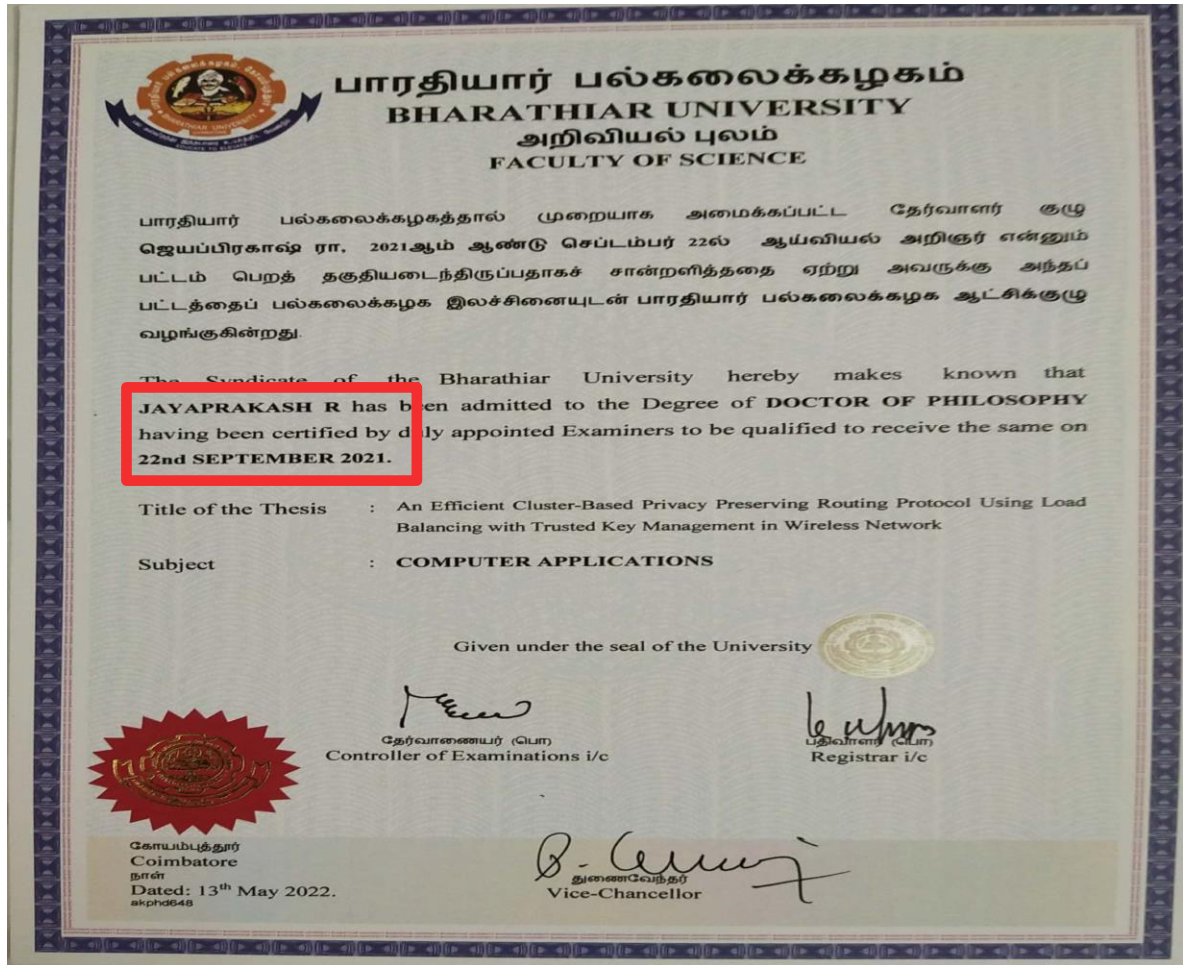 பாரதியார் பல்கலைக்கழகம்
BHARATHIAR UNIVERSITY
அறிவியல் புலம்
FACULTY OF SCIENCE
பாரதியார் பல்கலைக்கழகத்தால் முறையாக அமைக்கப்பட்ட தேர்வாளர் குழு
ஜெயப்பிரகாஷ் ரா, 2021ஆம் ஆண்டு செப்டம்பர் 22ல் ஆய்வியல் அறிஞர் என்னும்
பட்டம் பெறத் தகுதியடைந்திருப்பதாகச் சான்றளித்ததை ஏற்று அவருக்கு அந்தப்
பட்டத்தைப் பல்கலைக்கழக இலச்சினையுடன் பாரதியார் பல்கலைக்கழக ஆட்சிக்குழு
வழங்குகின்றது.
The Syndicate of the Bharathiar University hereby makes known that
JAYAPRAKASH R has been admitted to the Degree of DOCTOR OF PHILOSOPHY
having been certified by duly appointed Examiners to be qualified to receive the same on
22nd SEPTEMBER 2021.
Title of the Thesis : An Efficient Cluster-Based Privacy Preserving Routing Protocol Using Load
Balancing with Trusted Key Management in Wireless Network
Subject : COMPUTER APPLICATIONS
Given under the seal of the University
தேர்வாணையர் (பொ)
Controller of Examinations i/c
பதிவாளர் (பொ)
Registrar i/c
கோயம்புத்தூர்
Coimbatore
நாள்
Dated: 13th May 2022.
akphd648
துணைவேந்தர்
Vice-Chancellor